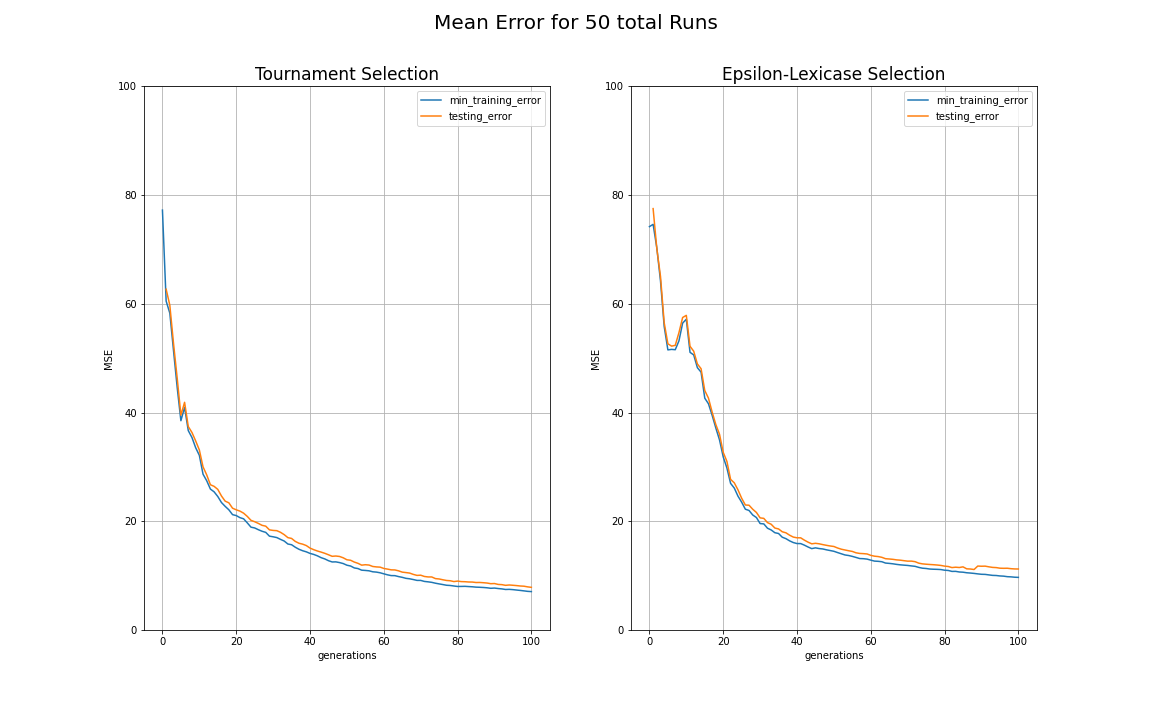 Mean Error for 50 total Runs
Tournament Selection
100
80
60
40
20
0
MSE
min_training_error
testing_error
0 20 40 60 80 100
generations
Epsilon-Lexicase Selection
100
80
60
40
20
0
MSE
min_training_error
testing_error
0 20 40 60 80 100
generations